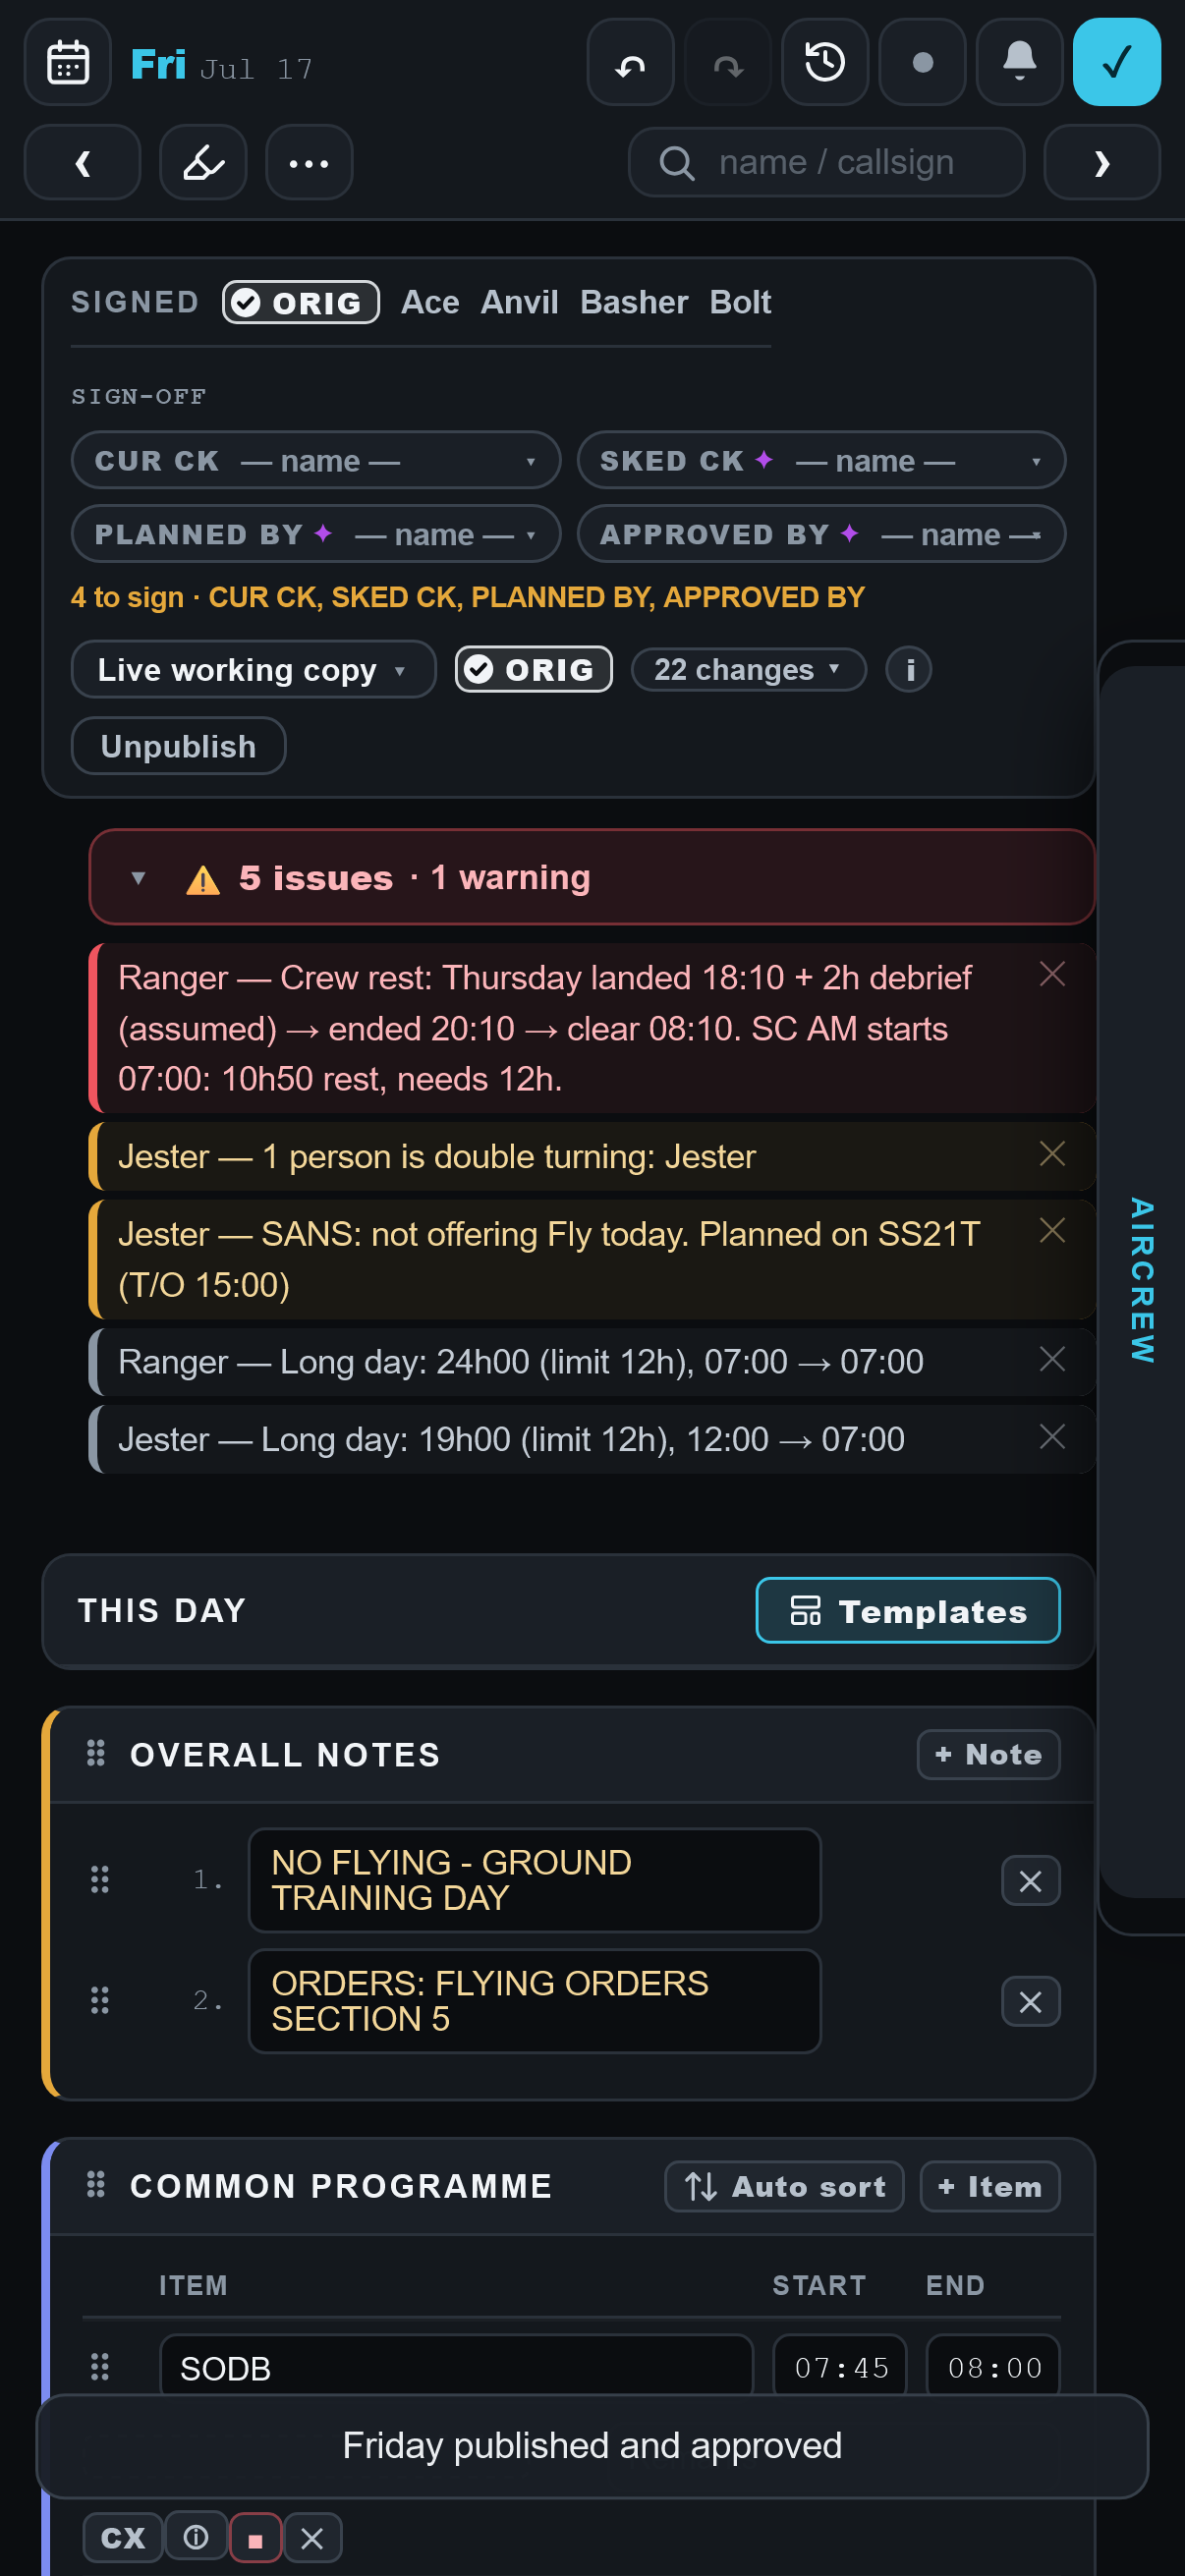 Fri Jul 17
name / callsign
SIGNED ORIG Ace Anvil Basher Bolt
SIGN-OFF
CUR CK — name —
SKED CK — name —
PLANNED BY — name —
APPROVED BY — name —
4 to sign · CUR CK, SKED CK, PLANNED BY, APPROVED BY
Live working copy ORIG 22 changes i
Unpublish
5 issues · 1 warning
Ranger — Crew rest: Thursday landed 18:10 + 2h debrief
(assumed) → ended 20:10 → clear 08:10. SC AM starts
07:00: 10h50 rest, needs 12h.
Jester — 1 person is double turning: Jester
Jester — SANS: not offering Fly today. Planned on SS21T
(T/O 15:00)
Ranger — Long day: 24h00 (limit 12h), 07:00 → 07:00
Jester — Long day: 19h00 (limit 12h), 12:00 → 07:00
AIRCREW
THIS DAY Templates
OVERALL NOTES + Note
1. NO FLYING - GROUND
TRAINING DAY
2. ORDERS: FLYING ORDERS
SECTION 5
COMMON PROGRAMME Auto sort + Item
ITEM START END
SODB 07:45 08:00
Friday published and approved
CX